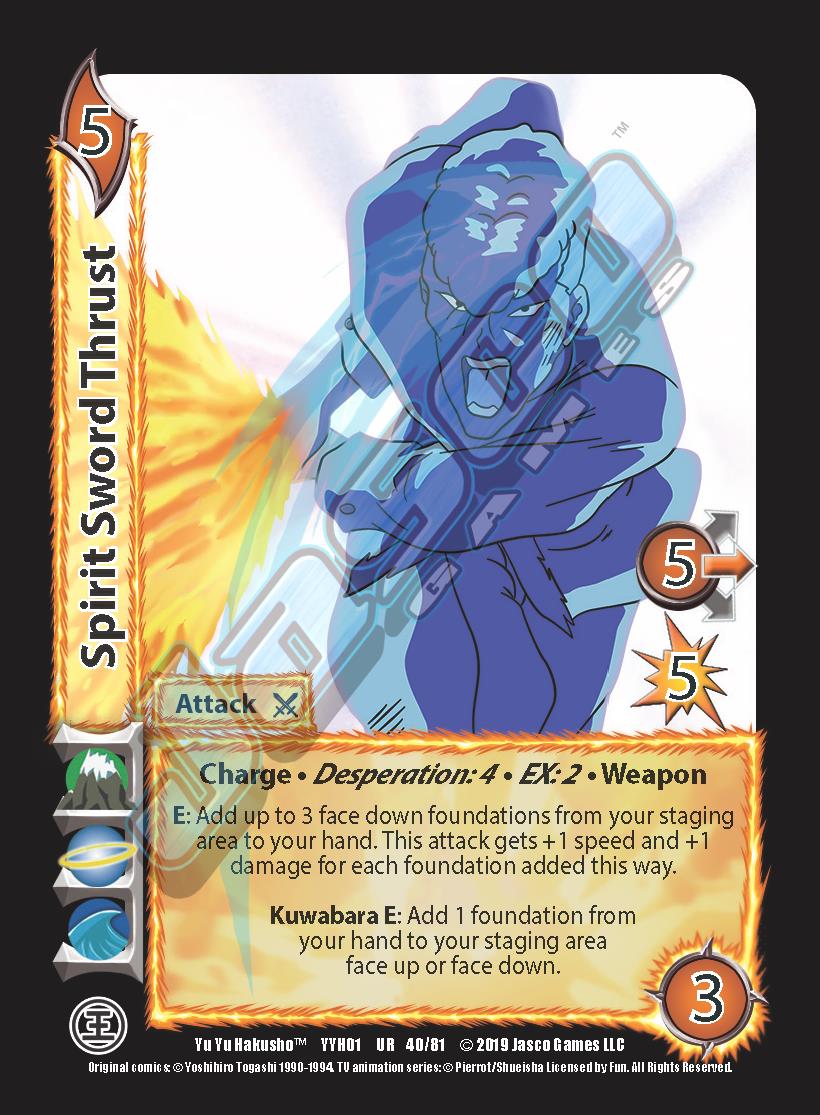 5
Spirit Sword Thrust
TM
JASCO
GAMES
5
5
Attack
Charge • Desperation: 4 • EX: 2 • Weapon
E: Add up to 3 face down foundations from your staging
area to your hand. This attack gets +1 speed and +1
damage for each foundation added this way.
Kuwabara E: Add 1 foundation from
your hand to your staging area
face up or face down.
3
王
Yu Yu Hakusho™ YYH01 UR 40/81 © 2019 Jasco Games LLC
Original comics: © Yoshihiro Togashi 1990-1994. TV animation series: © Pierrot/Shueisha Licensed by Fun. All Rights Reserved.